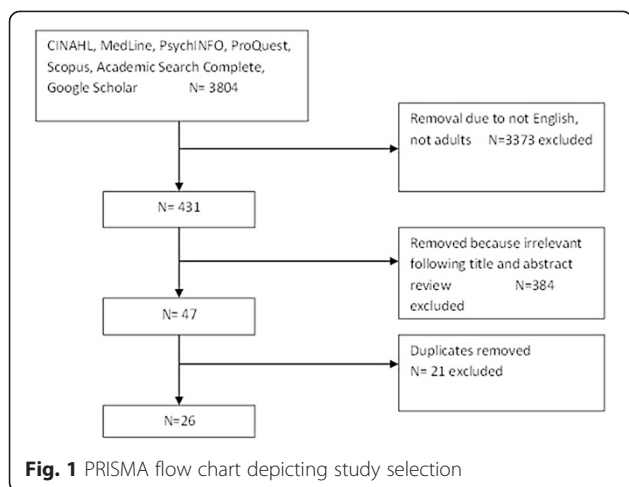 CINAHL, MedLine, PsychINFO, ProQuest,
Scopus, Academic Search Complete,
Google Scholar N= 3804
Removal due to not English,
not adults N=3373 excluded
N= 431
Removed because irrelevant
following title and abstract
review N=384
excluded
N= 47
Duplicates removed
N= 21 excluded
N=26
Fig. 1 PRISMA flow chart depicting study selection